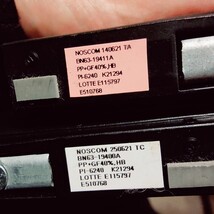 NOSCOM 140621 TA
BN63-19411A
PP+GF40%,HB
PI-6240 K21294
LOTTE E115797
E510768
NOSCOM 250621 TC
BN63-19408A
PP+GF40%,HB
PI-6240 K21294
LOTTE E115797
E510768